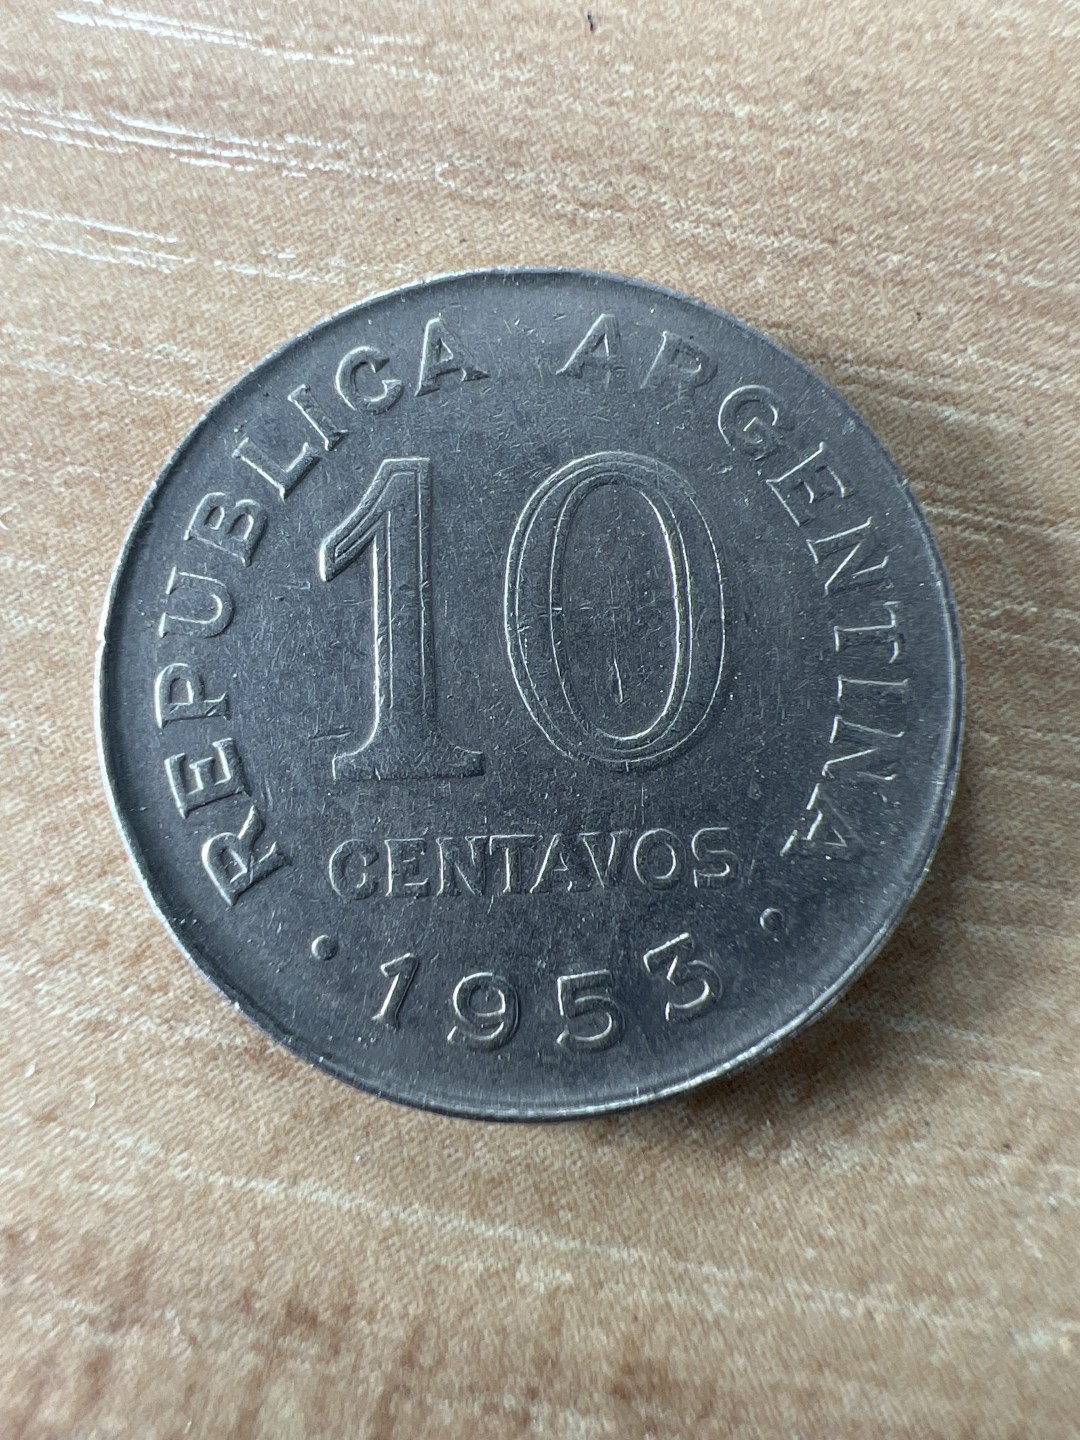 REPUBLICA ARGENTINA
10
CENTAVOS
• 1953 •